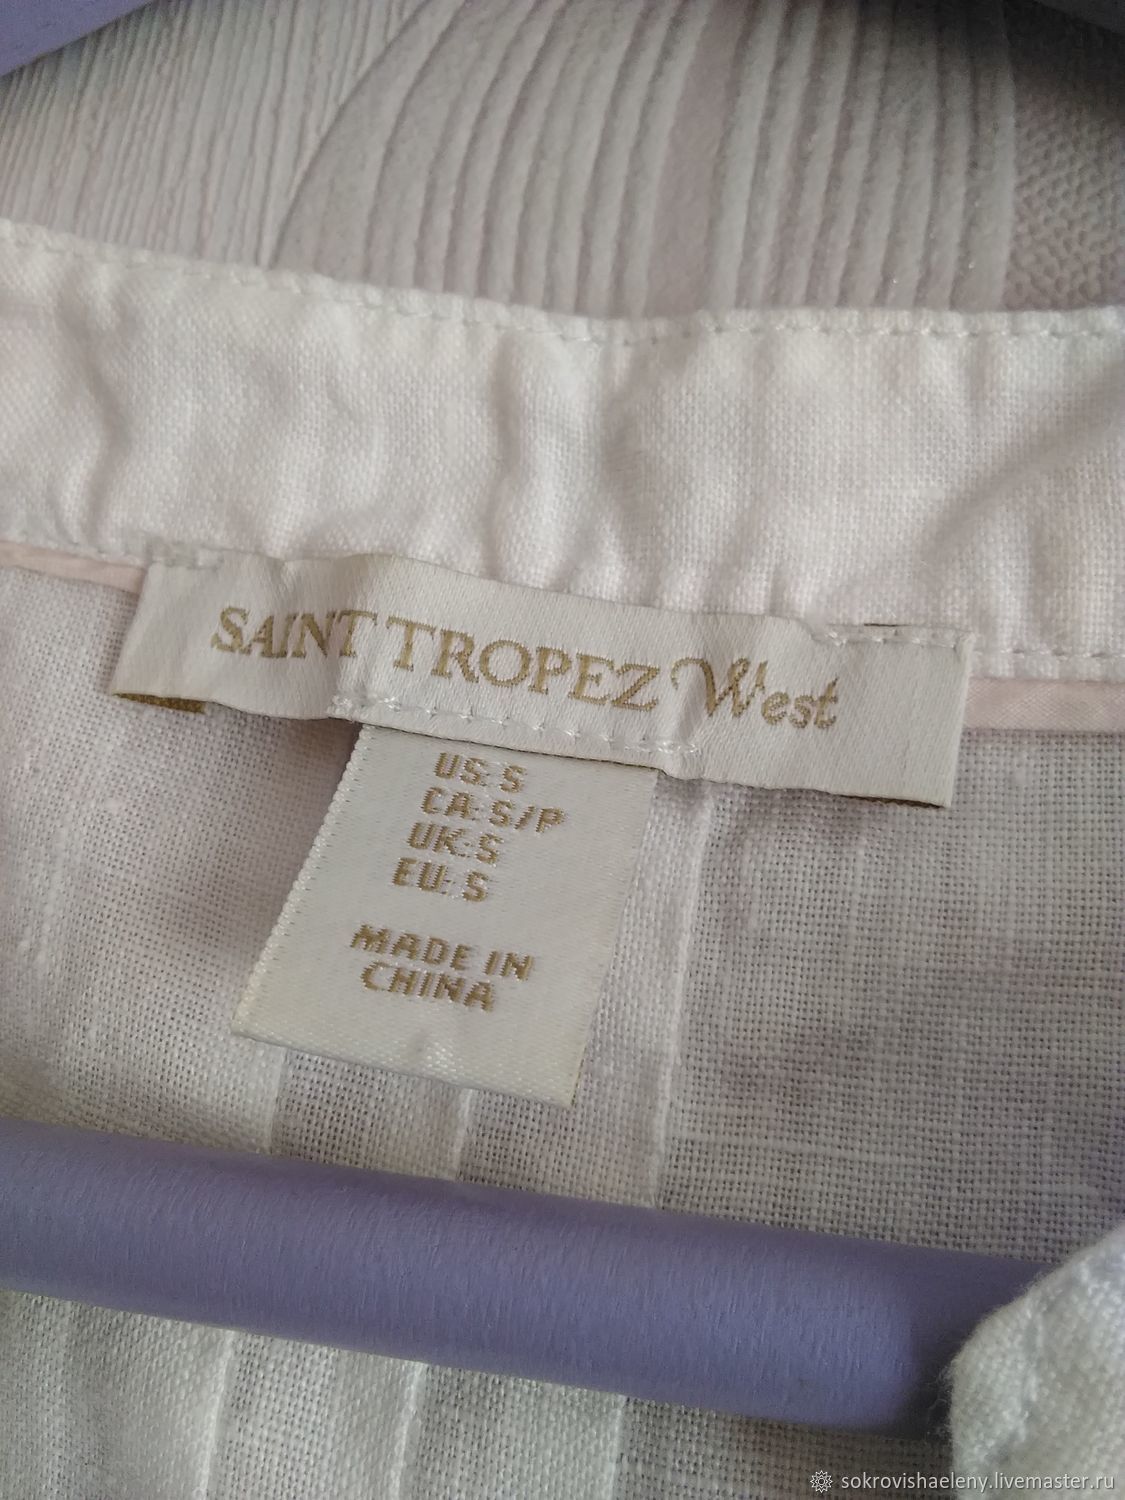 SAINT TROPEZ West
US: S
CA: S/P
UK: S
EU: S
MADE IN
CHINA
sokrovishaeleny.livemaster.ru